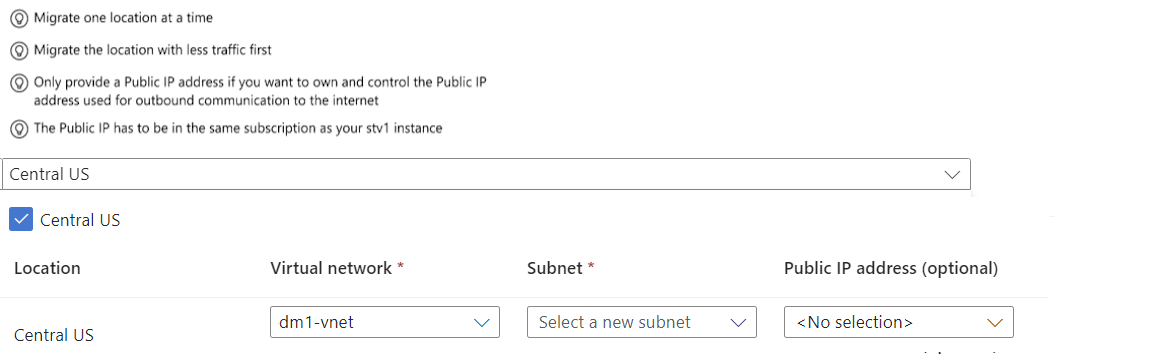 Migrate one location at a time
Migrate the location with less traffic first
Only provide a Public IP address if you want to own and control the Public IP
address used for outbound communication to the internet
The Public IP has to be in the same subscription as your stv1 instance
Central US
Central US
Location Virtual network * Subnet * Public IP address (optional)
Central US dm1-vnet Select a new subnet <No selection>